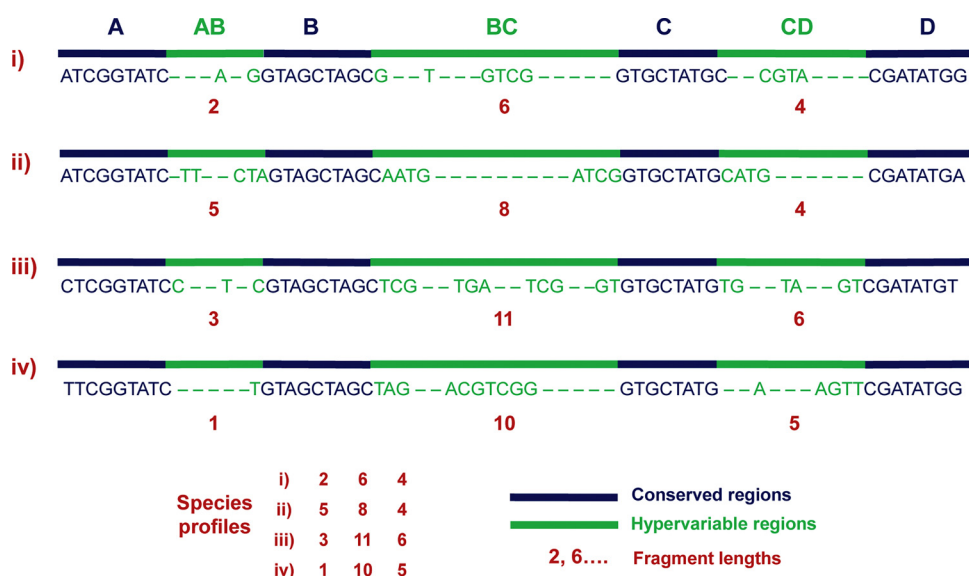 A AB B BC C CD D
i)
ATCGGTATC---A-GGTAGCTAGCG--T---GTCG-----GTGCTATGC--CGTA----CGATATGG
2 6 4
ii)
ATCGGTATC-TT--CTAGTAGCTAGCAATG---------ATCGGTGCTATGCATG------CGATATGA
5 8 4
iii)
CTCGGTATCC--T-CGTAGCTAGCTCG--TGA--TCG--GTGTGCTATGTG--TA--GTCGATATGT
3 11 6
iv)
TTCGGTATC-----TGTAGCTAGCTAG--ACGTCGG-----GTGCTATG--A---AGTTCGATATGG
1 10 5
Species profiles
i) 2 6 4
ii) 5 8 4
iii) 3 11 6
iv) 1 10 5
Conserved regions
Hypervariable regions
2, 6.... Fragment lengths